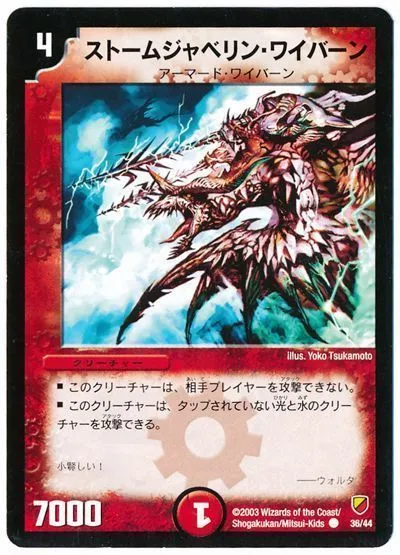 4
ストームジャベリン・ワイバーン
アーマード・ワイバーン
illus. Yoko Tsukamoto
クリーチャー
■ このクリーチャーは、相手プレイヤーを攻撃できない。
■ このクリーチャーは、タップされていない光と水のクリ
ーチャーを攻撃できる。
小賢しい!
——ウォルタ
7000
1
©2003 Wizards of the Coast/
Shogakukan/Mitsui-Kids ● 36/44